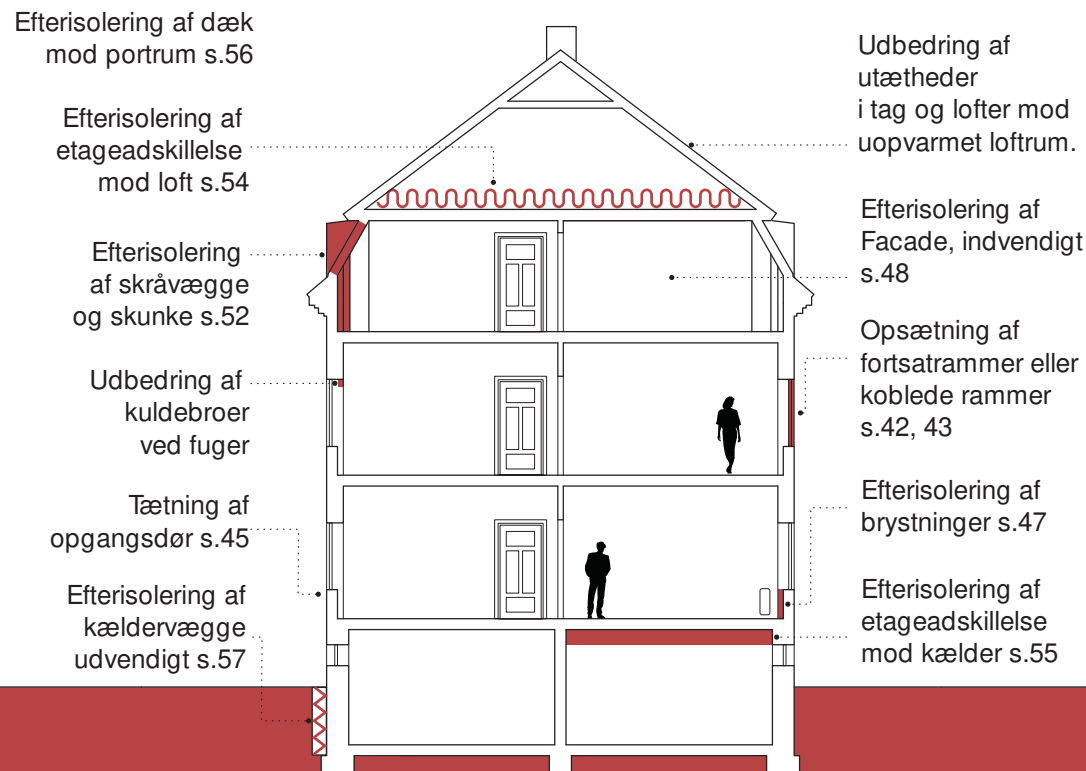 Efterisolering af dæk
mod portrum s.56
Efterisolering af
etageadskillelse
mod loft s.54
Efterisolering
af skråvægge
og skunke s.52
Udbedring af
kuldebroer
ved fuger
Tætning af
opgangsdør s.45
Efterisolering af
kældervægge
udvendigt s.57
Udbedring af
utætheder
i tag og lofter mod
uopvarmet loftrum.
Efterisolering af
Facade, indvendigt
s.48
Opsætning af
fortsatrammer eller
koblede rammer
s.42, 43
Efterisolering af
brystninger s.47
Efterisolering af
etageadskillelse
mod kælder s.55